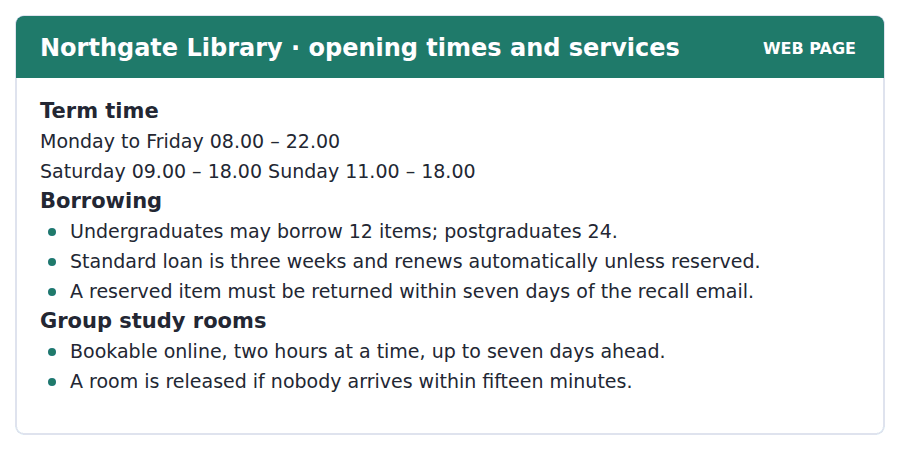 Northgate Library · opening times and services
WEB PAGE
Term time
Monday to Friday 08.00 – 22.00
Saturday 09.00 – 18.00 Sunday 11.00 – 18.00
Borrowing
Undergraduates may borrow 12 items; postgraduates 24.
Standard loan is three weeks and renews automatically unless reserved.
A reserved item must be returned within seven days of the recall email.
Group study rooms
Bookable online, two hours at a time, up to seven days ahead.
A room is released if nobody arrives within fifteen minutes.